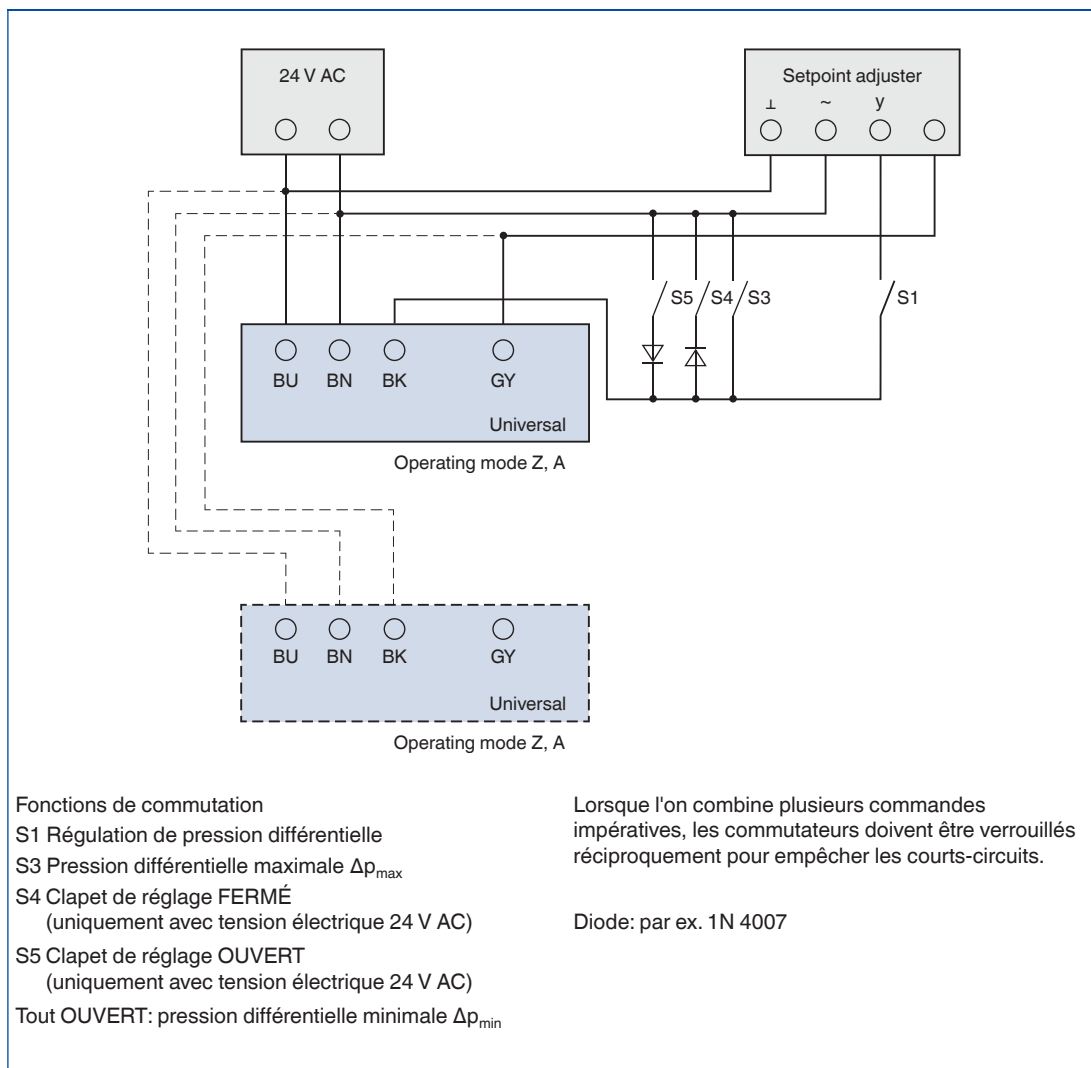 24 V AC
Setpoint adjuster
⊥ ~ y
S5 S4 S3 S1
BU BN BK GY
Universal
Operating mode Z, A
BU BN BK GY
Universal
Operating mode Z, A
Fonctions de commutation
S1 Régulation de pression différentielle
S3 Pression différentielle maximale Δpmax
S4 Clapet de réglage FERMÉ
(uniquement avec tension électrique 24 V AC)
S5 Clapet de réglage OUVERT
(uniquement avec tension électrique 24 V AC)
Tout OUVERT: pression différentielle minimale Δpmin
Lorsque l'on combine plusieurs commandes
impératives, les commutateurs doivent être verrouillés
réciproquement pour empêcher les courts-circuits.
Diode: par ex. 1N 4007